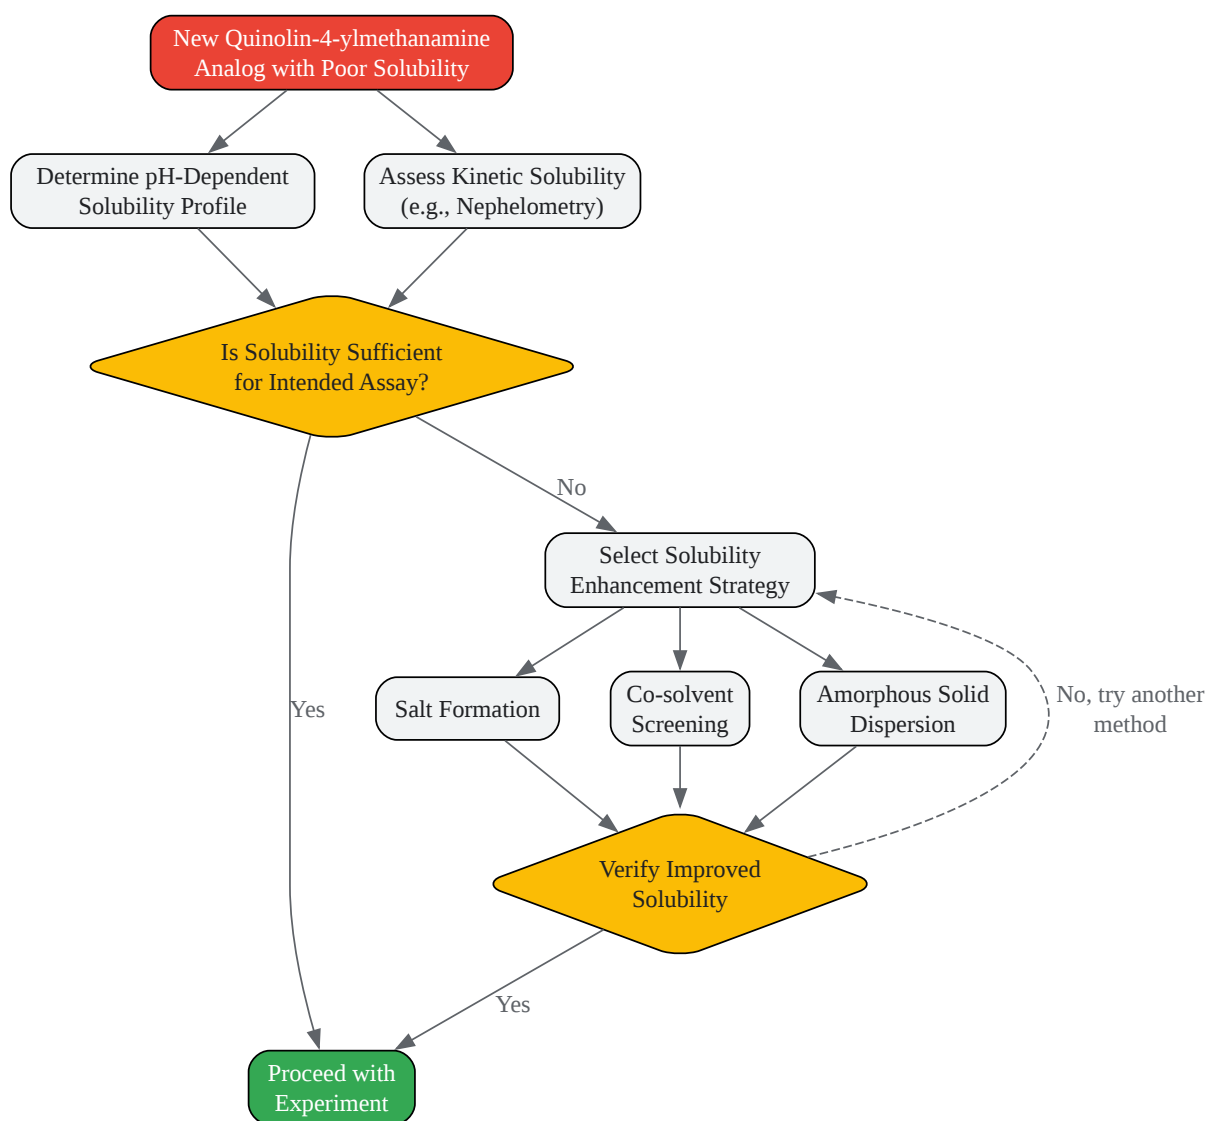 New Quinolin-4-ylmethanamine
Analog with Poor Solubility
Determine pH-Dependent
Solubility Profile
Assess Kinetic Solubility
(e.g., Nephelometry)
Is Solubility Sufficient
for Intended Assay?
No
Select Solubility
Enhancement Strategy
Yes
Salt Formation
Co-solvent
Screening
Amorphous Solid
Dispersion
No, try another
method
Verify Improved
Solubility
Yes
Proceed with
Experiment